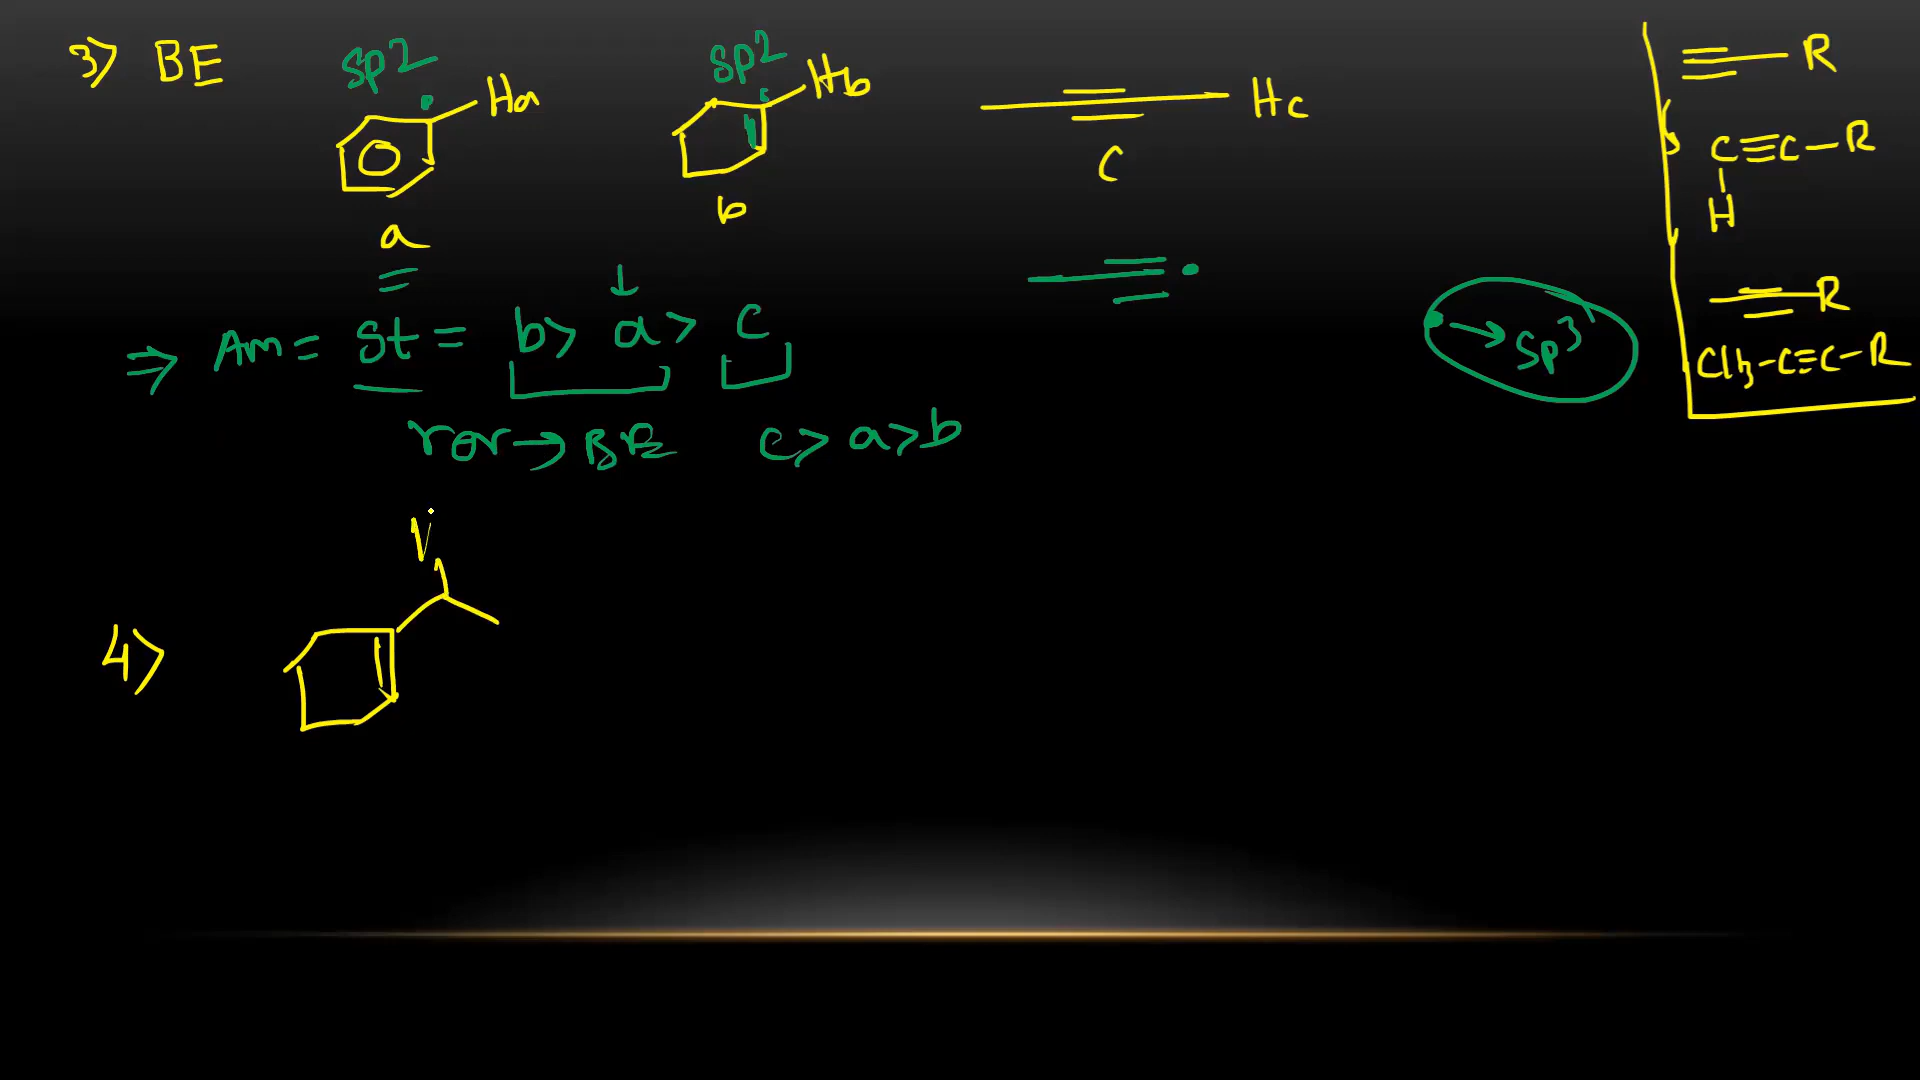 3) BE
sp2
Ha
a
sp2
Hb
b
Hc
C
≡–R
C≡C–R
H
≡–R
CH3–C≡C–R
⇒ Am = St = b > a > c
• → Sp3
ror → BE c > a > b
4)